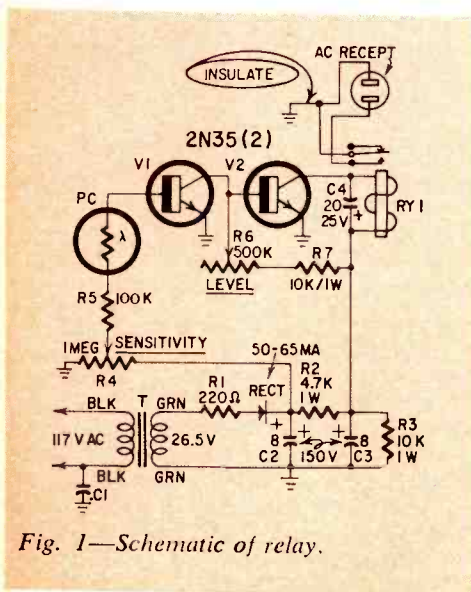 AC RECEPT
INSULATE
2N35(2)
V1
V2
PC
λ
C4
20
25V
+
RY1
R6
500K
R7
LEVEL
10K/1W
R5
100K
1MEG
SENSITIVITY
R4
50-65MA
BLK
T
GRN
R1
220Ω
RECT
R2
4.7K
1W
R3
10K
1W
117VAC
26.5V
+
+
8
C2
150V
8
C3
BLK
GRN
C1
Fig. 1—Schematic of relay.